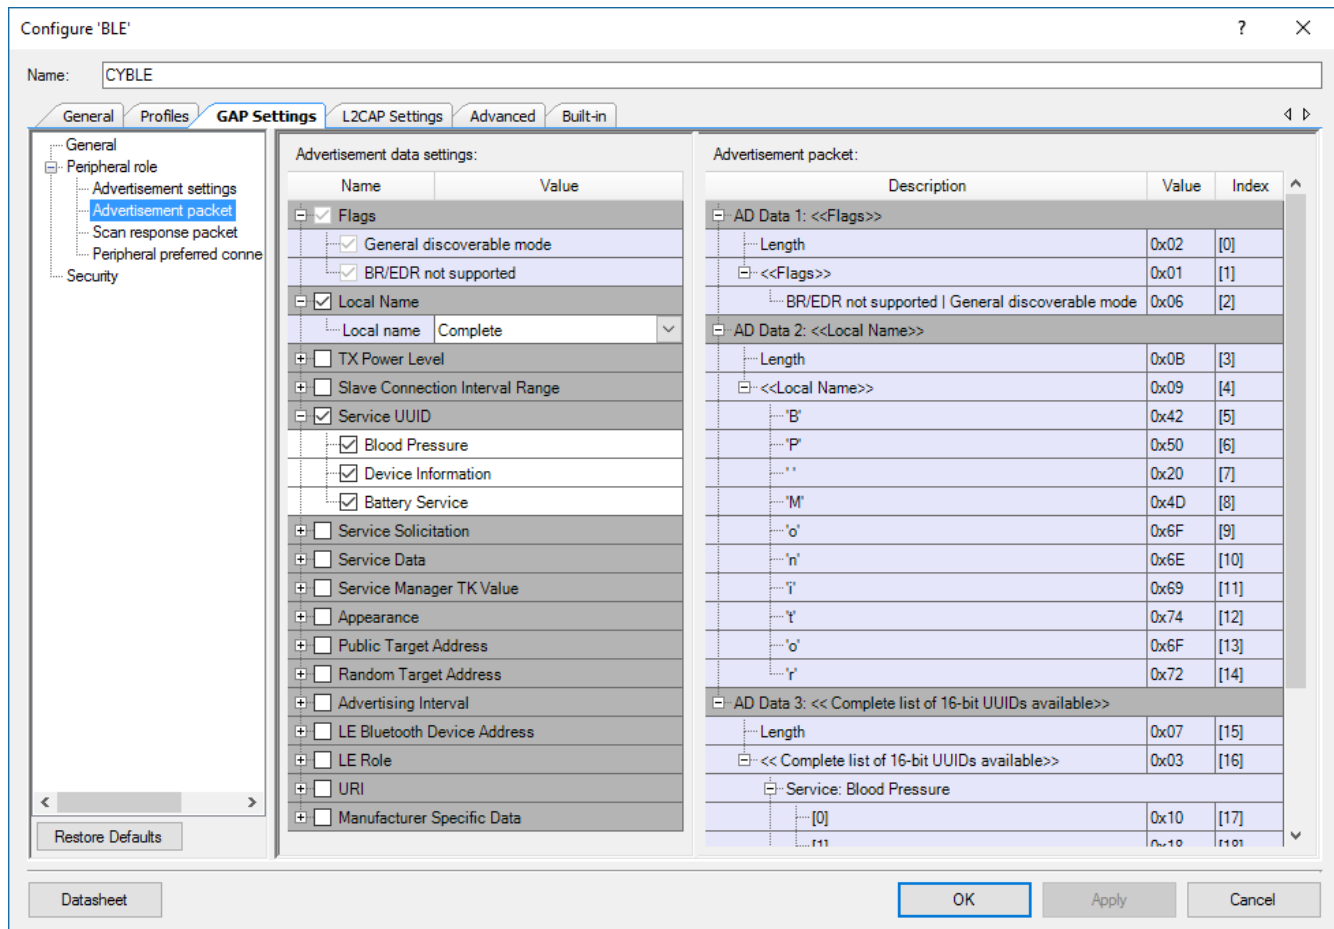 Configure 'BLE'
?
Name: CYBLE
General Profiles GAP Settings L2CAP Settings Advanced Built-in
General
Peripheral role
Advertisement settings
Advertisement packet
Scan response packet
Peripheral preferred conne
Security
Restore Defaults
Advertisement data settings:
Name Value
Flags
General discoverable mode
BR/EDR not supported
Local Name
Local name Complete
TX Power Level
Slave Connection Interval Range
Service UUID
Blood Pressure
Device Information
Battery Service
Service Solicitation
Service Data
Service Manager TK Value
Appearance
Public Target Address
Random Target Address
Advertising Interval
LE Bluetooth Device Address
LE Role
URI
Manufacturer Specific Data
Advertisement packet:
Description Value Index
AD Data 1: <<Flags>>
Length 0x02 [0]
<<Flags>> 0x01 [1]
BR/EDR not supported | General discoverable mode 0x06 [2]
AD Data 2: <<Local Name>>
Length 0x0B [3]
<<Local Name>> 0x09 [4]
'B' 0x42 [5]
'P' 0x50 [6]
' ' 0x20 [7]
'M' 0x4D [8]
'o' 0x6F [9]
'n' 0x6E [10]
'i' 0x69 [11]
't' 0x74 [12]
'o' 0x6F [13]
'r' 0x72 [14]
AD Data 3: << Complete list of 16-bit UUIDs available>>
Length 0x07 [15]
<< Complete list of 16-bit UUIDs available>> 0x03 [16]
Service: Blood Pressure
[0] 0x10 [17]
[1] 0x18 [18]
Datasheet
OK Apply Cancel